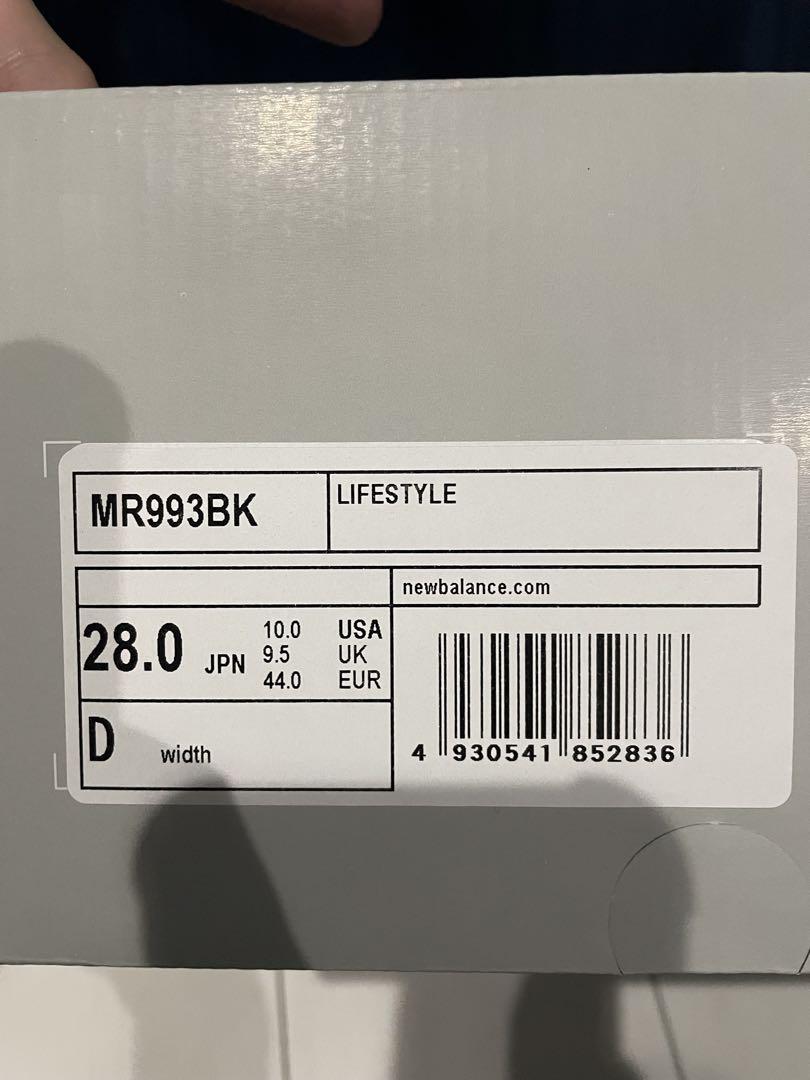 MR993BK
LIFESTYLE
newbalance.com
28.0 JPN
10.0 USA
9.5 UK
44.0 EUR
D width
4 930541 852836